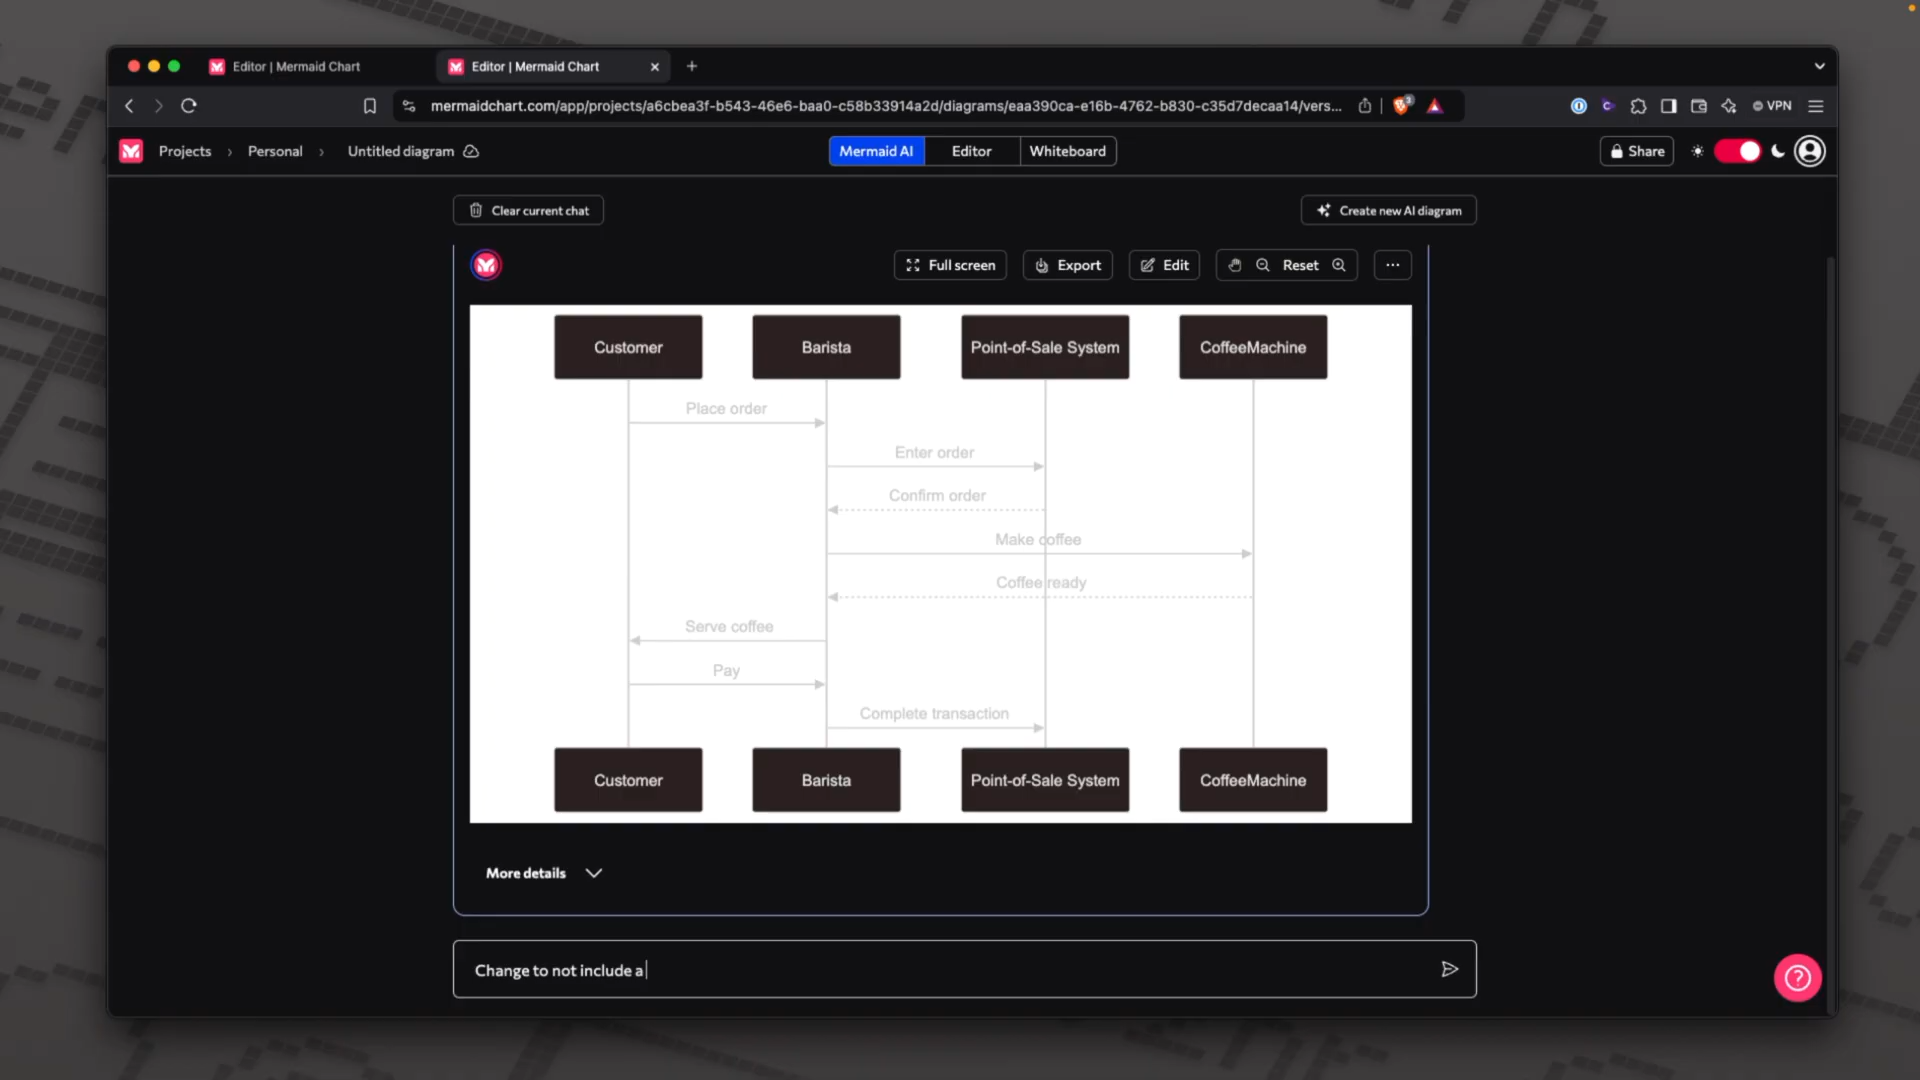 Editor | Mermaid Chart
Editor | Mermaid Chart
mermaidchart.com/app/projects/a6cbea3f-b543-46e6-baa0-c58b33914a2d/diagrams/eaa390ca-e16b-4762-b830-c35d7decaa14/vers...
3
VPN
Projects › Personal › Untitled diagram
Mermaid AI
Editor
Whiteboard
Share
Clear current chat
Create new AI diagram
Full screen
Export
Edit
Reset
Customer
Barista
Point-of-Sale System
CoffeeMachine
Place order
Enter order
Confirm order
Make coffee
Coffee ready
Serve coffee
Pay
Complete transaction
Customer
Barista
Point-of-Sale System
CoffeeMachine
More details
Change to not include a